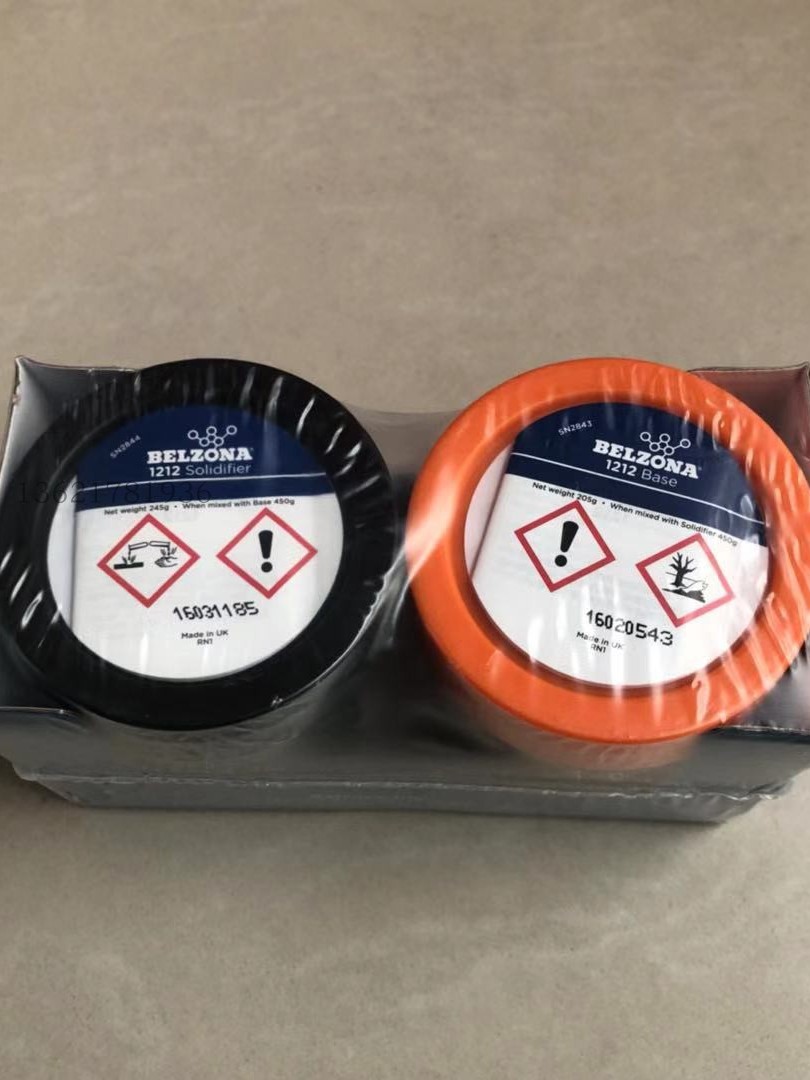 SN2844
BELZONA
1212 Solidifier
Net weight 245g • When mixed with Base 450g
16031185
Made in UK
RN1
SN2843
BELZONA®
1212 Base
Net weight 205g • When mixed with Solidifier 450g
16020543
Made in UK
RN1